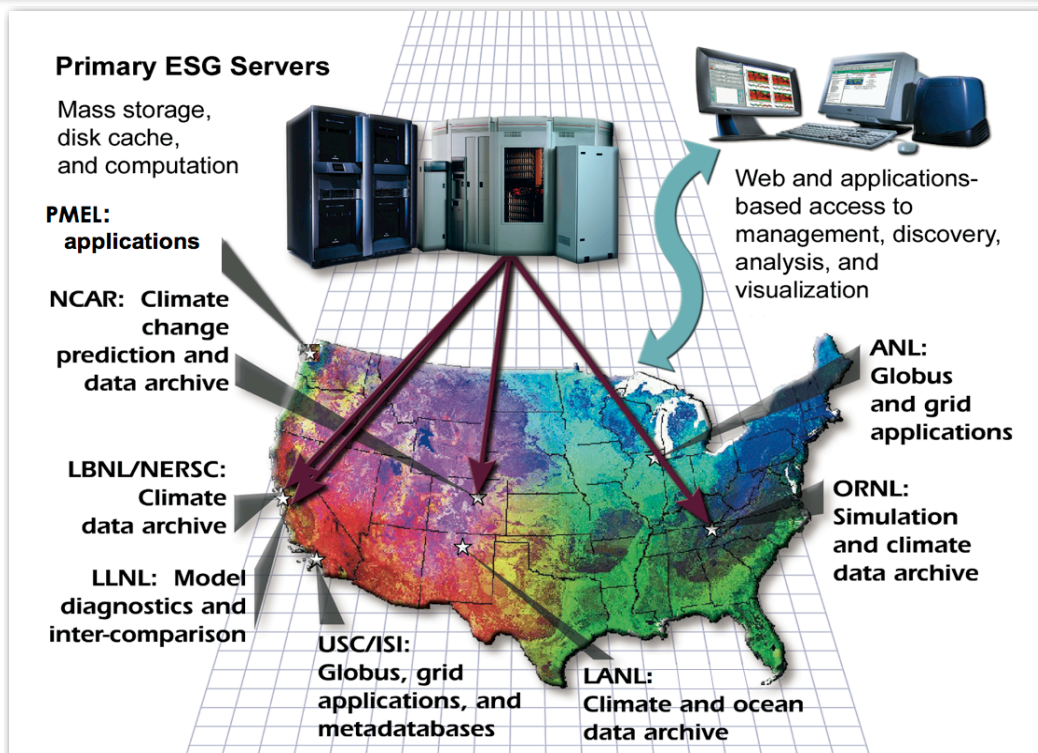 Primary ESG Servers
Mass storage,
disk cache,
and computation
PMEL:
applications
NCAR: Climate
change
prediction and
data archive
LBNL/NERSC:
Climate
data archive
LLNL: Model
diagnostics and
inter-comparison
USC/ISI:
Globus, grid
applications, and
metadatabases
LANL:
Climate and ocean
data archive
Web and applications-
based access to
management, discovery,
analysis, and
visualization
ANL:
Globus
and grid
applications
ORNL:
Simulation
and climate
data archive